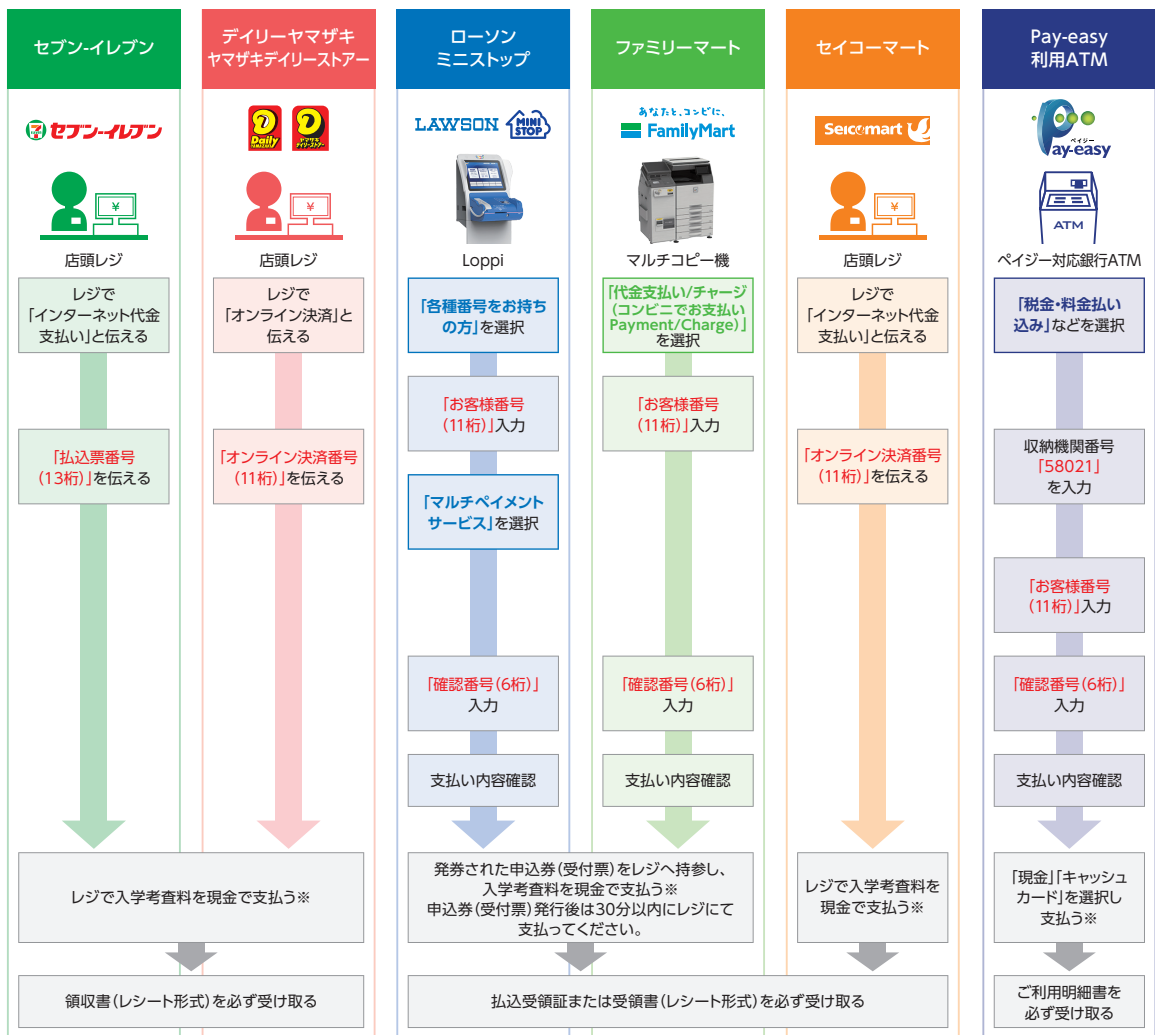 セブン-イレブン
デイリーヤマザキ
ヤマザキデイリーストアー
ローソン
ミニストップ
ファミリーマート
セイコーマート
Pay-easy
利用ATM
セブン-イレブン
Daily
YAMAZAKI
ヤマザキ
デイリーストアー
LAWSON
MINI
STOP
あなたと、コンビに、
FamilyMart
Seicomart
ペイジー
Pay-easy
¥
¥
¥
ATM
店頭レジ
店頭レジ
Loppi
マルチコピー機
店頭レジ
ペイジー対応銀行ATM
レジで
「インターネット代金
支払い」と伝える
「払込票番号
(13桁)」を伝える
レジで
「オンライン決済」と
伝える
「オンライン決済番号
(11桁)」を伝える
レジで入学考査料を現金で支払う※
領収書(レシート形式)を必ず受け取る
「各種番号をお持ち
の方」を選択
「お客様番号
(11桁)」入力
「マルチペイメント
サービス」を選択
「確認番号(6桁)」
入力
支払い内容確認
「代金支払い/チャージ
(コンビニでお支払い
Payment/Charge)」
を選択
「お客様番号
(11桁)」入力
「確認番号(6桁)」
入力
支払い内容確認
発券された申込券(受付票)をレジへ持参し、
入学考査料を現金で支払う※
申込券(受付票)発行後は30分以内にレジにて
支払ってください。
レジで
「インターネット代金
支払い」と伝える
「オンライン決済番号
(11桁)」を伝える
レジで入学考査料を
現金で支払う※
払込受領証または受領書(レシート形式)を必ず受け取る
「税金・料金払い
込み」などを選択
収納機関番号
「58021」
を入力
「お客様番号
(11桁)」入力
「確認番号(6桁)」
入力
支払い内容確認
「現金」「キャッシュ
カード」を選択し
支払う※
ご利用明細書を
必ず受け取る